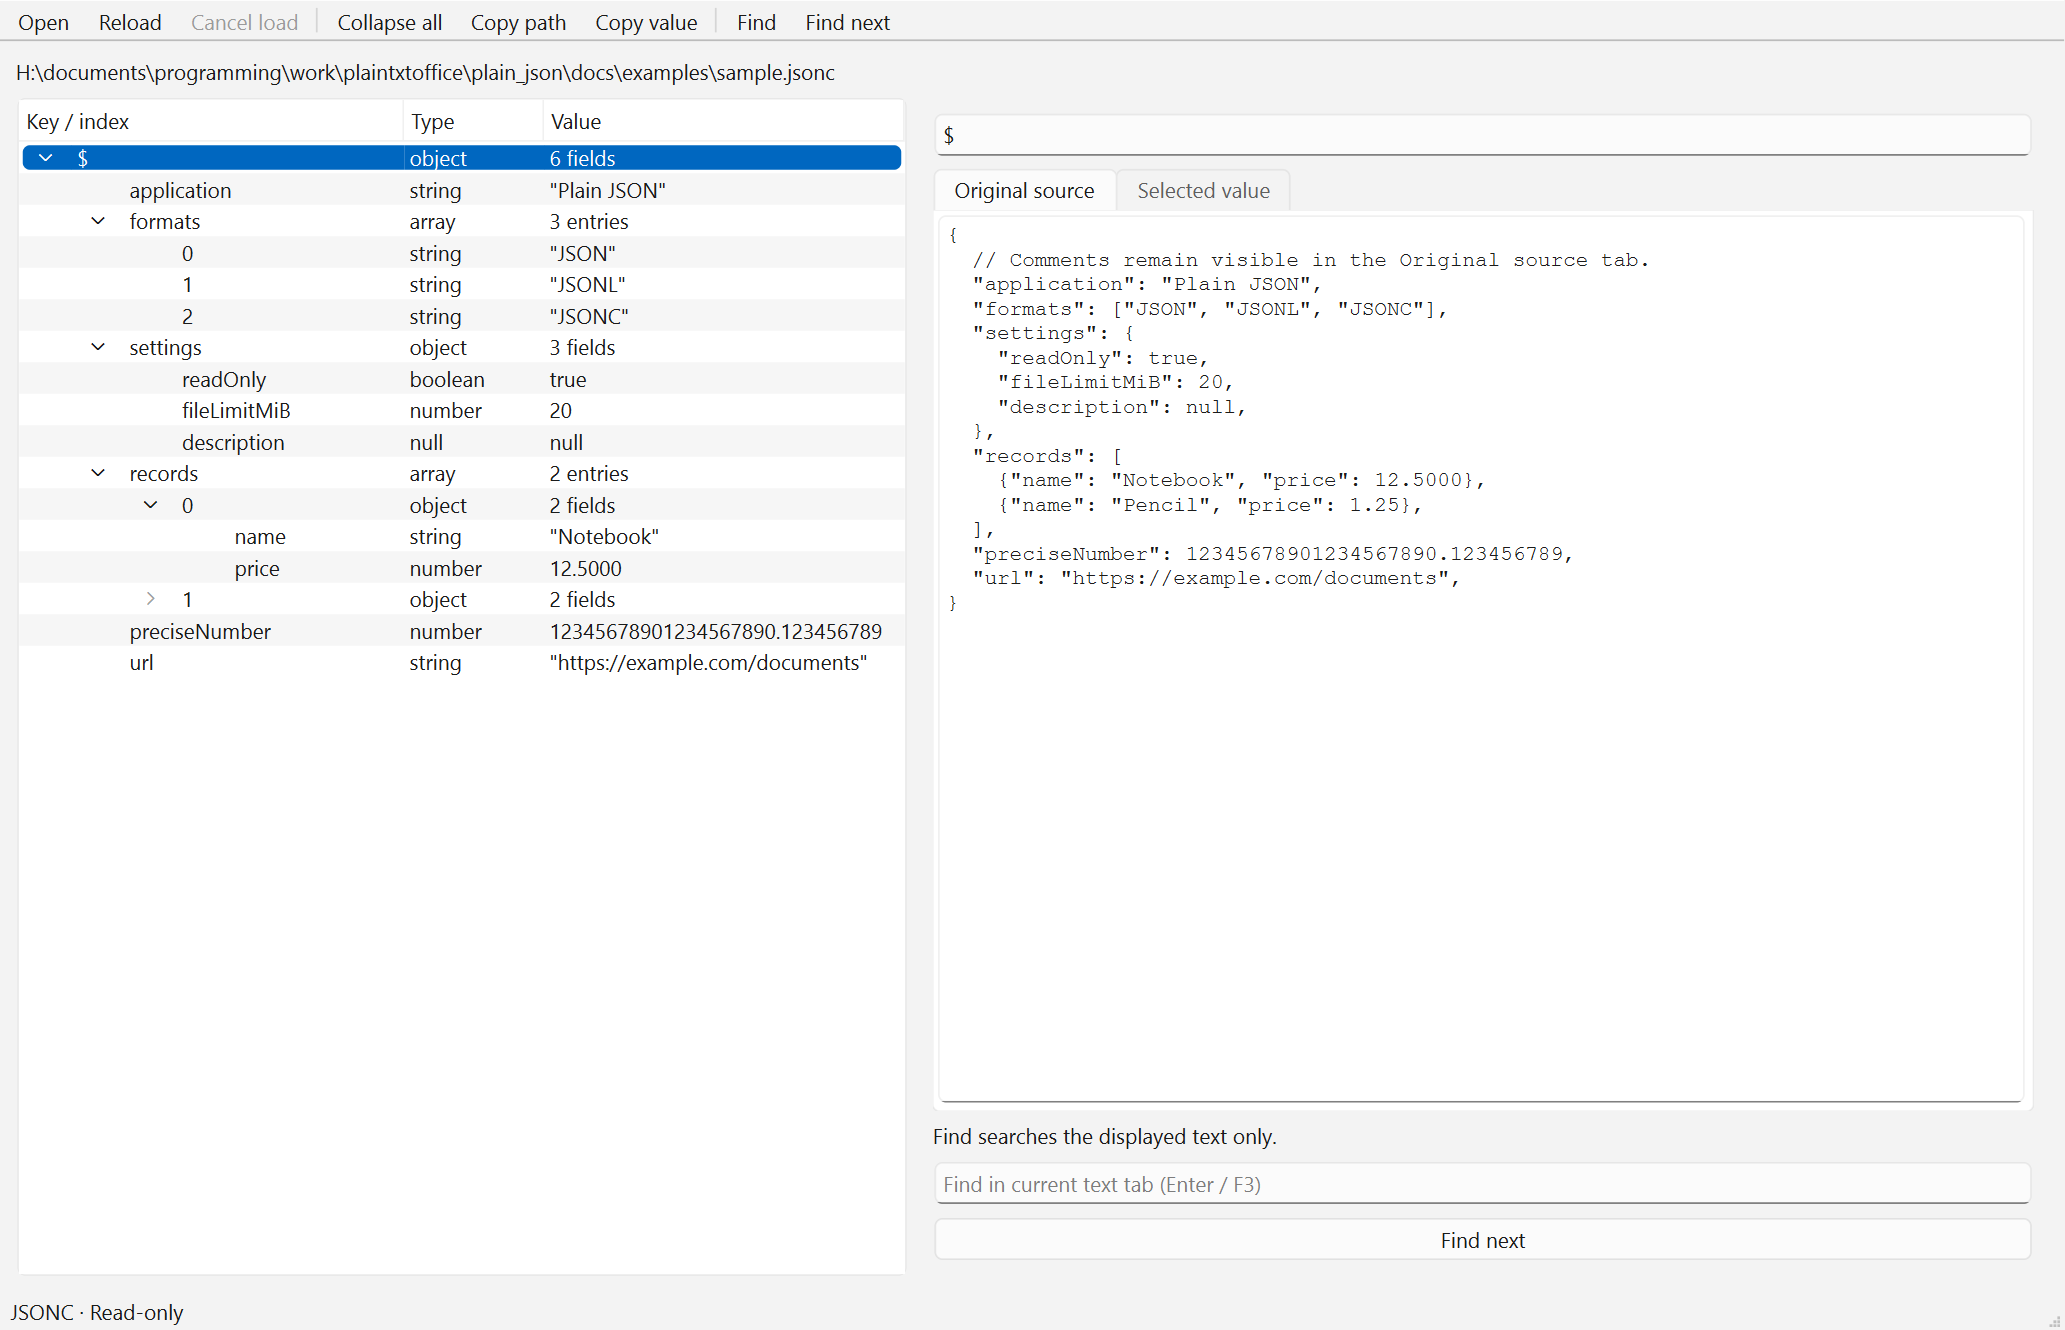 Open Reload Cancel load Collapse all Copy path Copy value Find Find next
H:\documents\programming\work\plaintxtoffice\plain_json\docs\examples\sample.jsonc
Key / index Type Value
$ object 6 fields
application string "Plain JSON"
formats array 3 entries
0 string "JSON"
1 string "JSONL"
2 string "JSONC"
settings object 3 fields
readOnly boolean true
fileLimitMiB number 20
description null null
records array 2 entries
0 object 2 fields
name string "Notebook"
price number 12.5000
1 object 2 fields
preciseNumber number 12345678901234567890.123456789
url string "https://example.com/documents"
$
Original source Selected value
{
  // Comments remain visible in the Original source tab.
  "application": "Plain JSON",
  "formats": ["JSON", "JSONL", "JSONC"],
  "settings": {
    "readOnly": true,
    "fileLimitMiB": 20,
    "description": null,
  },
  "records": [
    {"name": "Notebook", "price": 12.5000},
    {"name": "Pencil", "price": 1.25},
  ],
  "preciseNumber": 12345678901234567890.123456789,
  "url": "https://example.com/documents",
}
Find searches the displayed text only.
Find in current text tab (Enter / F3)
Find next
JSONC · Read-only